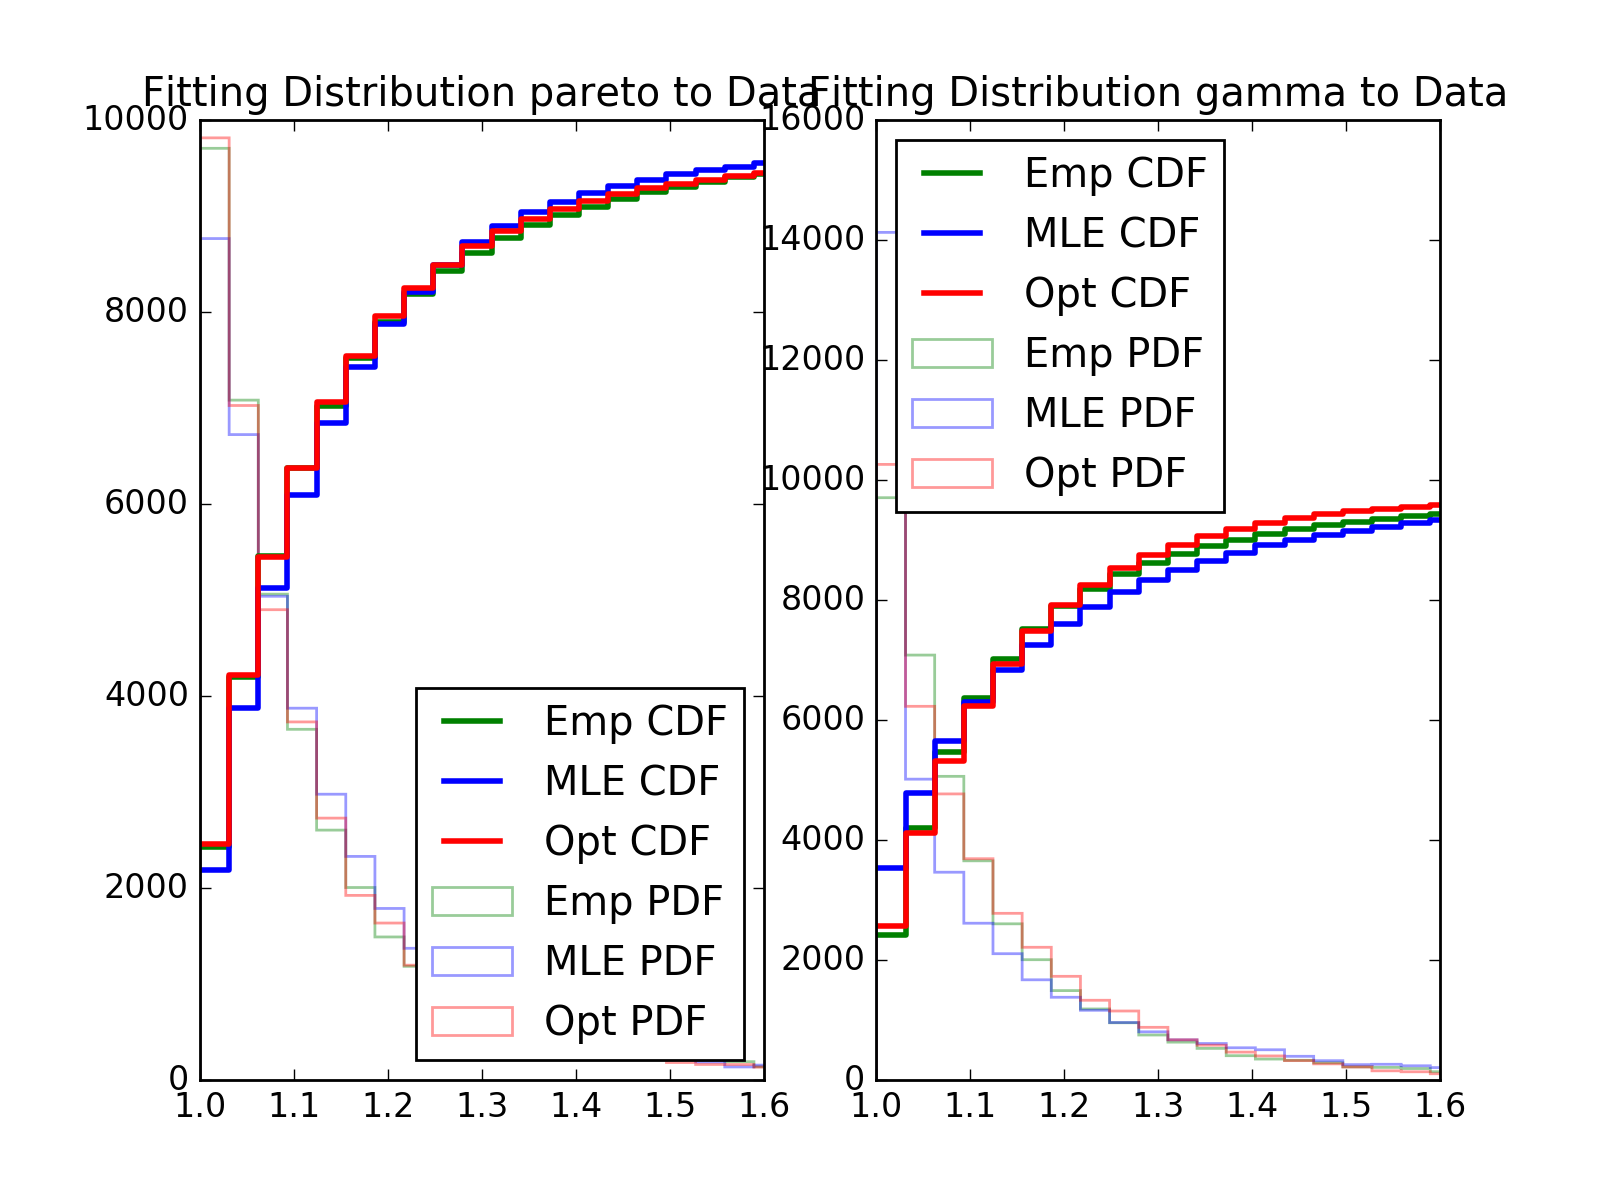 Fitting Distribution pareto to Data
10000
8000
6000
4000
2000
0
1.0 1.1 1.2 1.3 1.4 1.5 1.6
Emp CDF
MLE CDF
Opt CDF
Emp PDF
MLE PDF
Opt PDF
Fitting Distribution gamma to Data
16000
14000
12000
10000
8000
6000
4000
2000
0
1.0 1.1 1.2 1.3 1.4 1.5 1.6
Emp CDF
MLE CDF
Opt CDF
Emp PDF
MLE PDF
Opt PDF